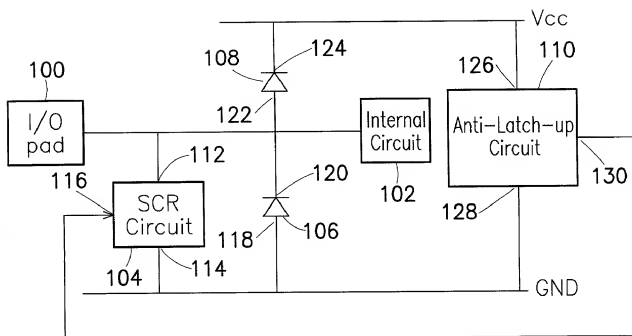 Vcc
100
108
124
126
110
I/O
pad
122
Internal
Circuit
Anti-Latch-up
Circuit
112
102
130
116
120
SCR
Circuit
128
118
106
104
114
GND